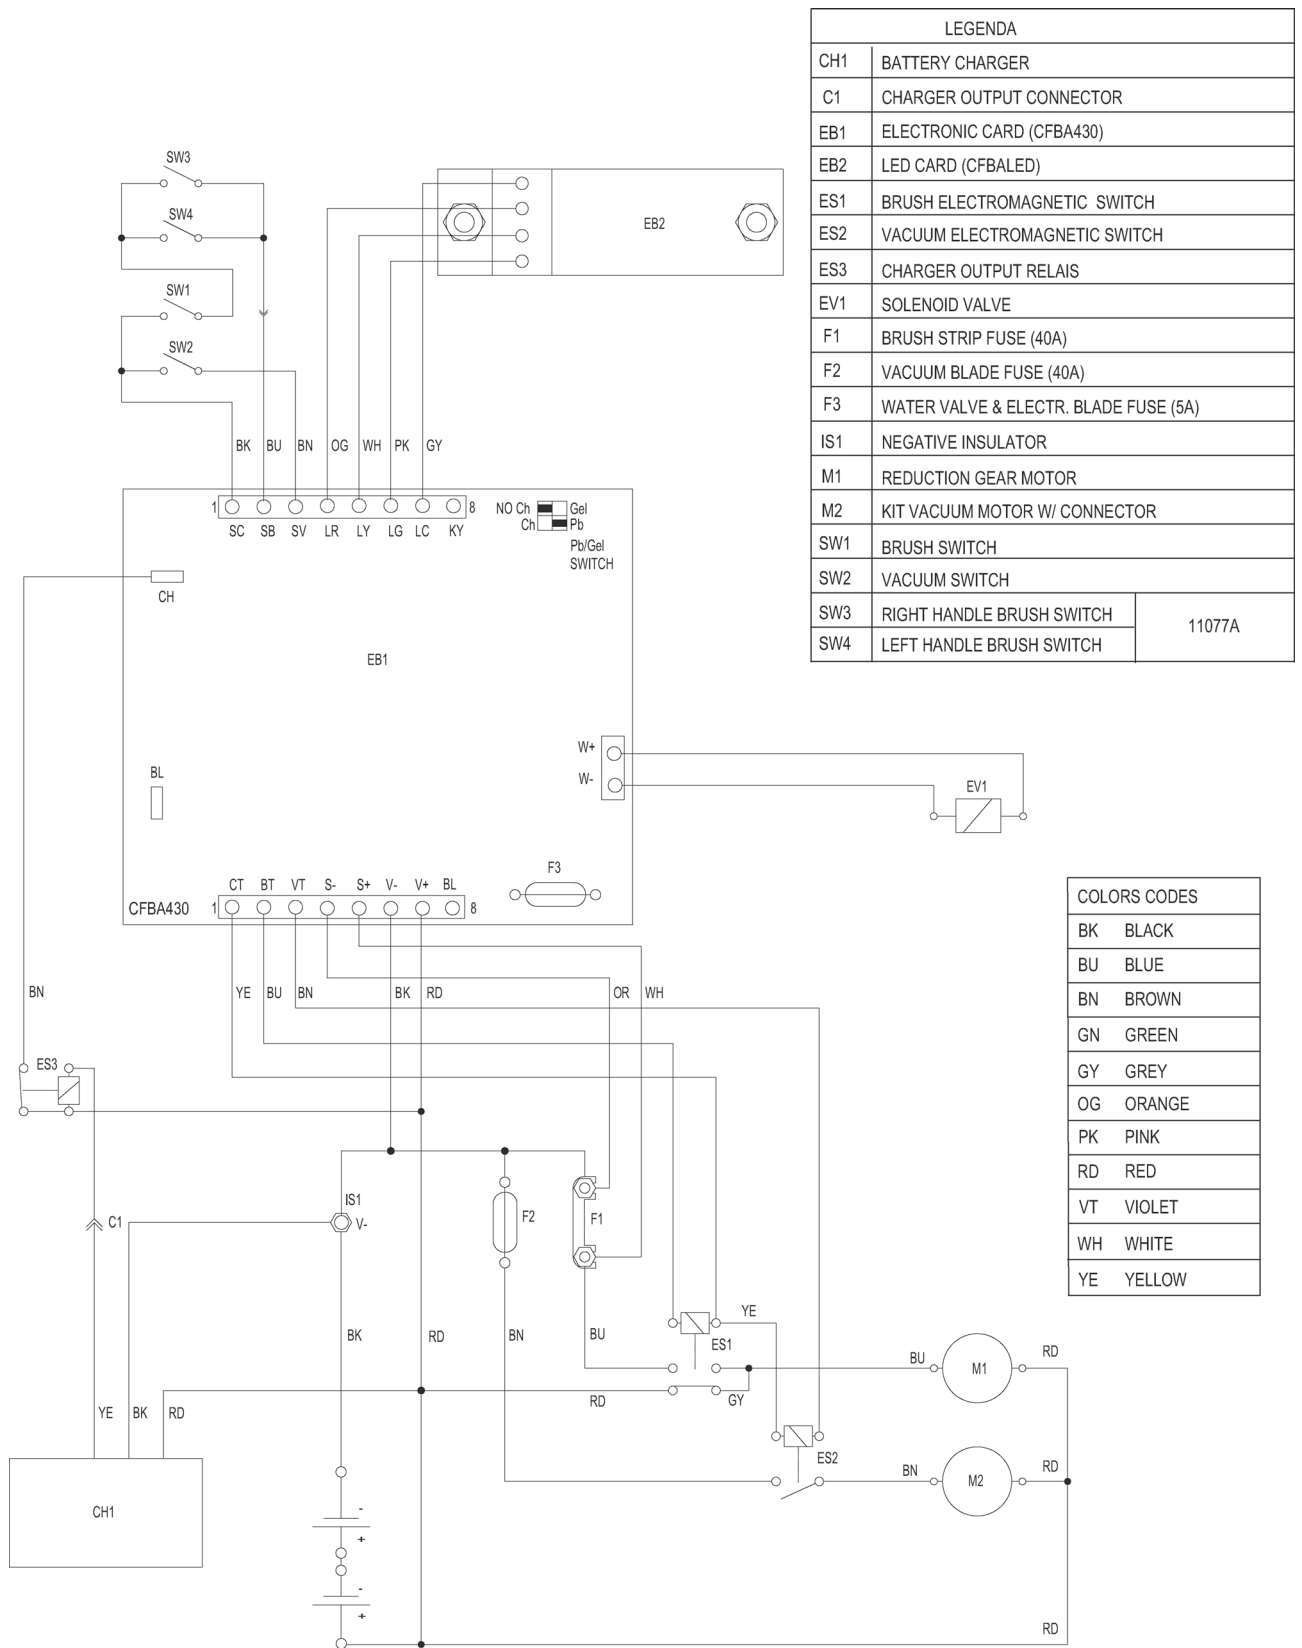 LEGENDA
CH1 BATTERY CHARGER
C1 CHARGER OUTPUT CONNECTOR
EB1 ELECTRONIC CARD (CFBA430)
EB2 LED CARD (CFBALED)
ES1 BRUSH ELECTROMAGNETIC SWITCH
ES2 VACUUM ELECTROMAGNETIC SWITCH
ES3 CHARGER OUTPUT RELAIS
EV1 SOLENOID VALVE
F1 BRUSH STRIP FUSE (40A)
F2 VACUUM BLADE FUSE (40A)
F3 WATER VALVE & ELECTR. BLADE FUSE (5A)
IS1 NEGATIVE INSULATOR
M1 REDUCTION GEAR MOTOR
M2 KIT VACUUM MOTOR W/ CONNECTOR
SW1 BRUSH SWITCH
SW2 VACUUM SWITCH
SW3 RIGHT HANDLE BRUSH SWITCH
SW4 LEFT HANDLE BRUSH SWITCH
11077A
SW3
SW4
SW1
SW2
EB2
BK BU BN OG WH PK GY
1 8
SC SB SV LR LY LG LC KY
NO Ch Gel
Ch Pb
Pb/Gel
SWITCH
CH
EB1
W+
W-
EV1
BL
F3
CT BT VT S- S+ V- V+ BL
CFBA430 1 8
BN YE BU BN BK RD OR WH
ES3
C1
IS1
V-
F2
F1
BK RD BN BU
YE
ES1
RD GY
BU M1 RD
ES2
BN M2 RD
YE BK RD
CH1
-
+
-
+
RD
COLORS CODES
BK BLACK
BU BLUE
BN BROWN
GN GREEN
GY GREY
OG ORANGE
PK PINK
RD RED
VT VIOLET
WH WHITE
YE YELLOW